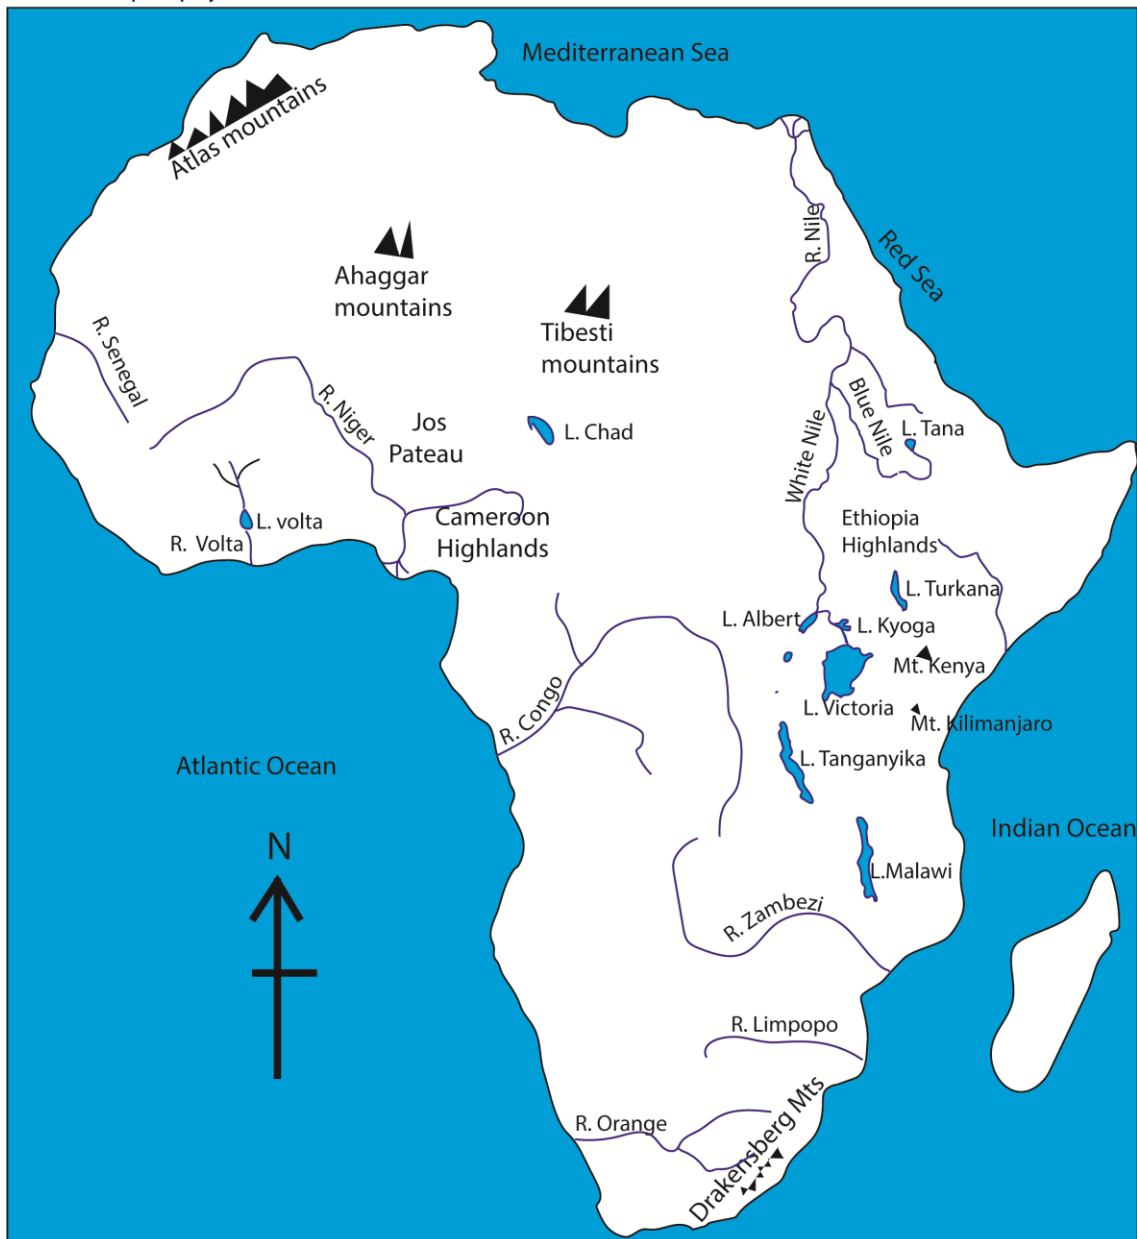 Mediterranean Sea
Atlas mountains
R. Nile
Red Sea
Ahaggar
mountains
Tibesti
mountains
R. Senegal
R. Niger
Jos
Pateau
L. Chad
White Nile
Blue Nile
L. Tana
L. volta
R. Volta
Cameroon
Highlands
Ethiopia
Highlands
L. Turkana
L. Albert
L. Kyoga
Mt. Kenya
L. Victoria
Mt. Kilimanjaro
R. Congo
L. Tanganyika
Atlantic Ocean
Indian Ocean
N
L.Malawi
R. Zambezi
R. Limpopo
R. Orange
Drakensberg Mts